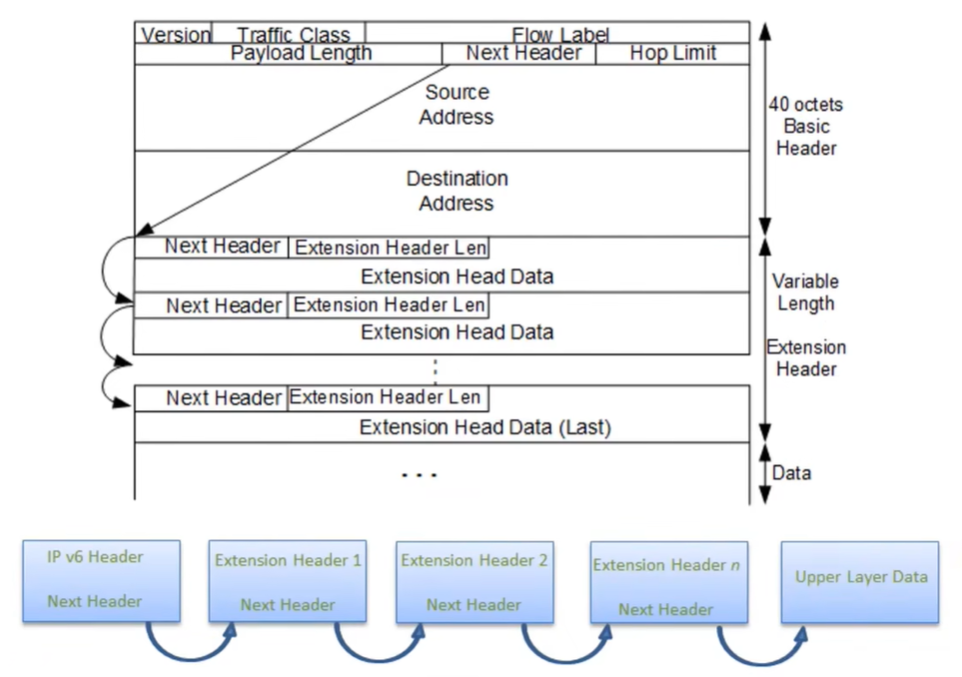 Version Traffic Class Flow Label
Payload Length Next Header Hop Limit
Source
Address
40 octets
Basic
Header
Destination
Address
Next Header Extension Header Len
Extension Head Data
Next Header Extension Header Len
Extension Head Data
Variable
Length
Extension
Header
Next Header Extension Header Len
Extension Head Data (Last)
. . .
Data
IP v6 Header
Next Header
Extension Header 1
Next Header
Extension Header 2
Next Header
Extension Header n
Next Header
Upper Layer Data